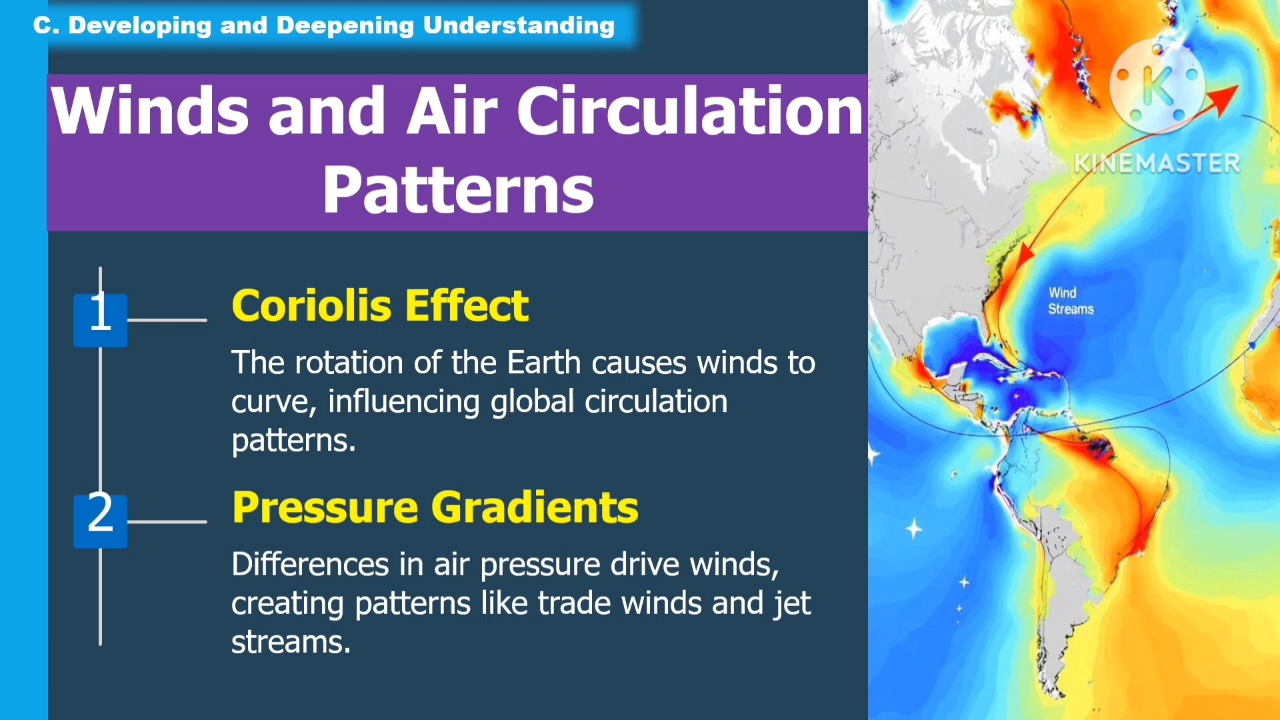 C. Developing and Deepening Understanding
Winds and Air Circulation
Patterns
1
Coriolis Effect
The rotation of the Earth causes winds to
curve, influencing global circulation
patterns.
2
Pressure Gradients
Differences in air pressure drive winds,
creating patterns like trade winds and jet
streams.
K
KINEMASTER
Wind
Streams